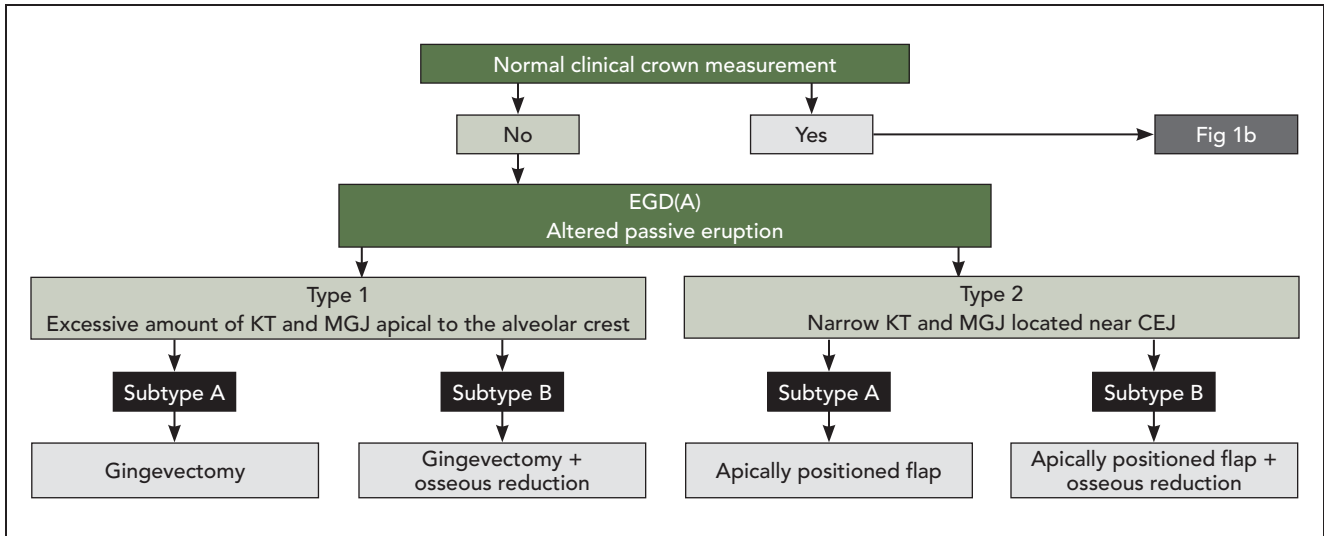 Normal clinical crown measurement
No
Yes
Fig 1b
EGD(A)
Altered passive eruption
Type 1
Excessive amount of KT and MGJ apical to the alveolar crest
Type 2
Narrow KT and MGJ located near CEJ
Subtype A
Subtype B
Subtype A
Subtype B
Gingevectomy
Gingevectomy +
osseous reduction
Apically positioned flap
Apically positioned flap +
osseous reduction